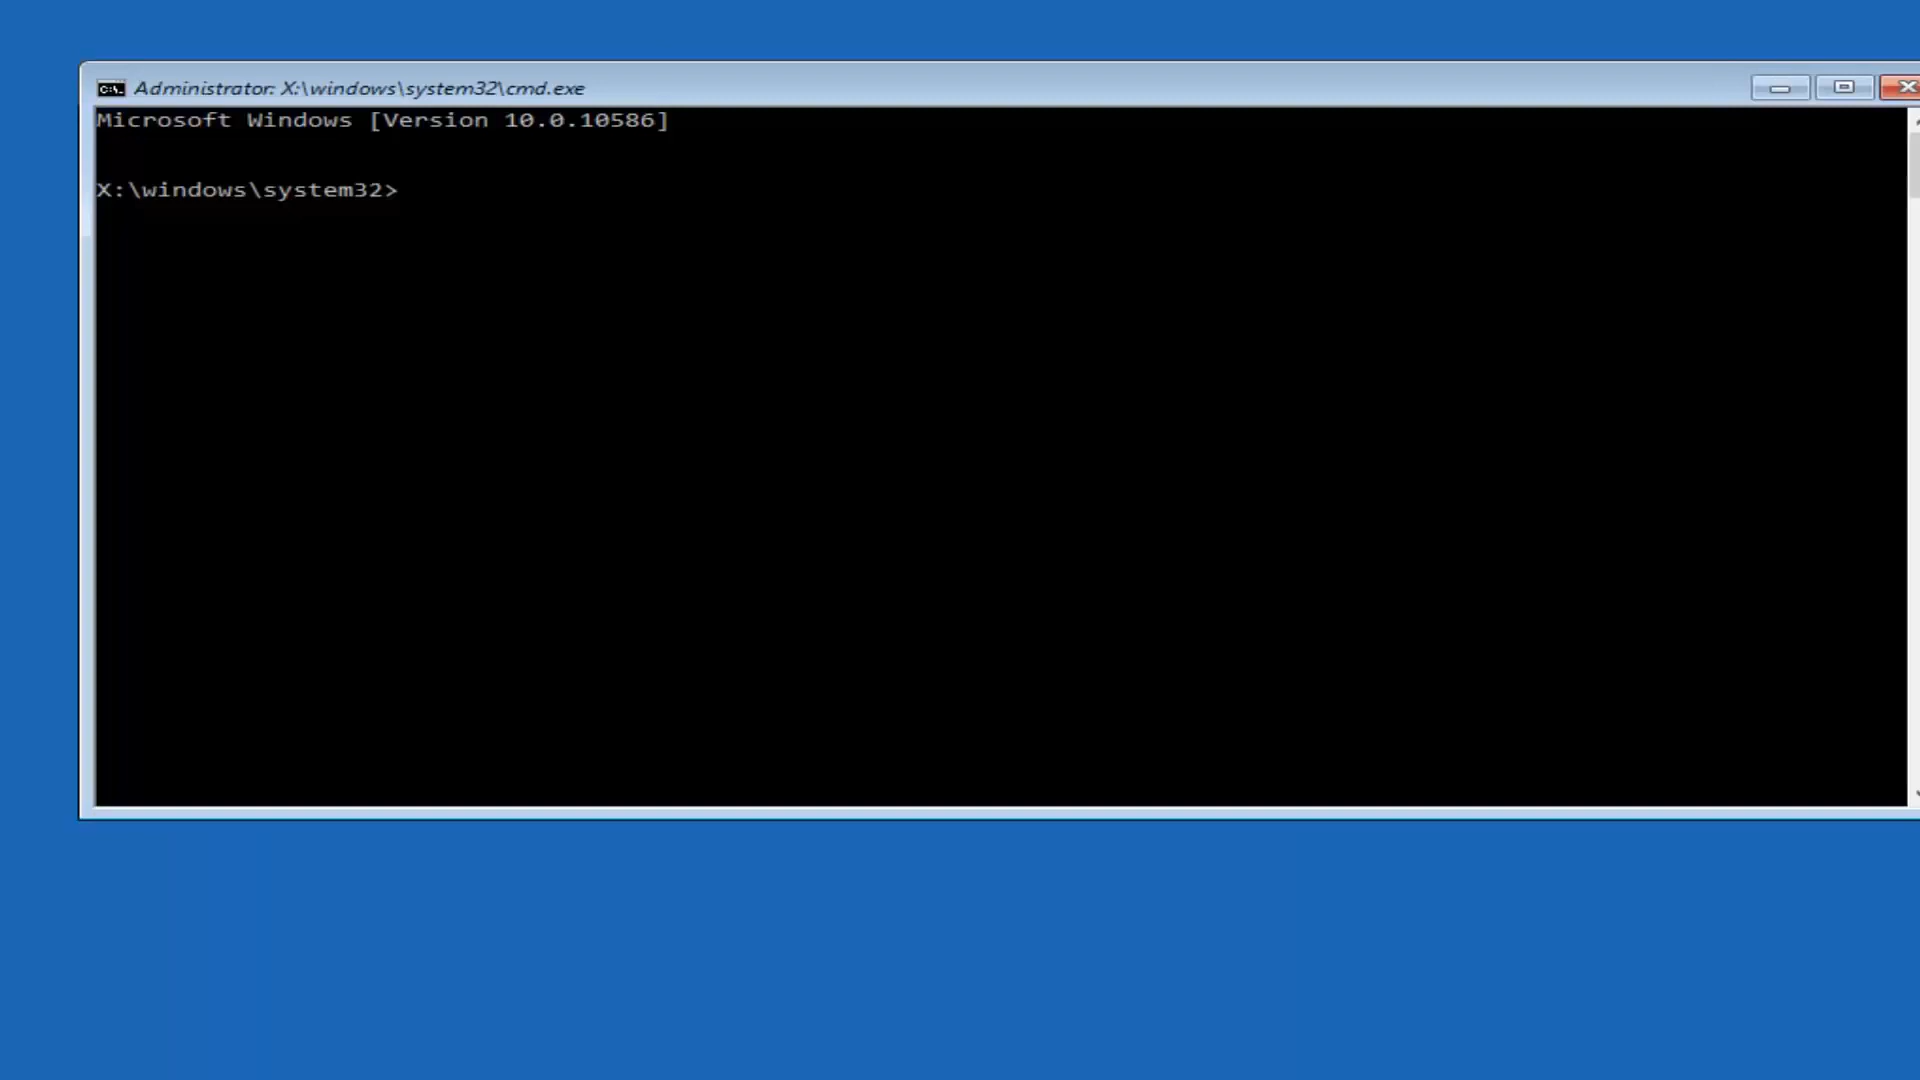 Administrator: X:\windows\system32\cmd.exe
Microsoft Windows [Version 10.0.10586]
X:\windows\system32>